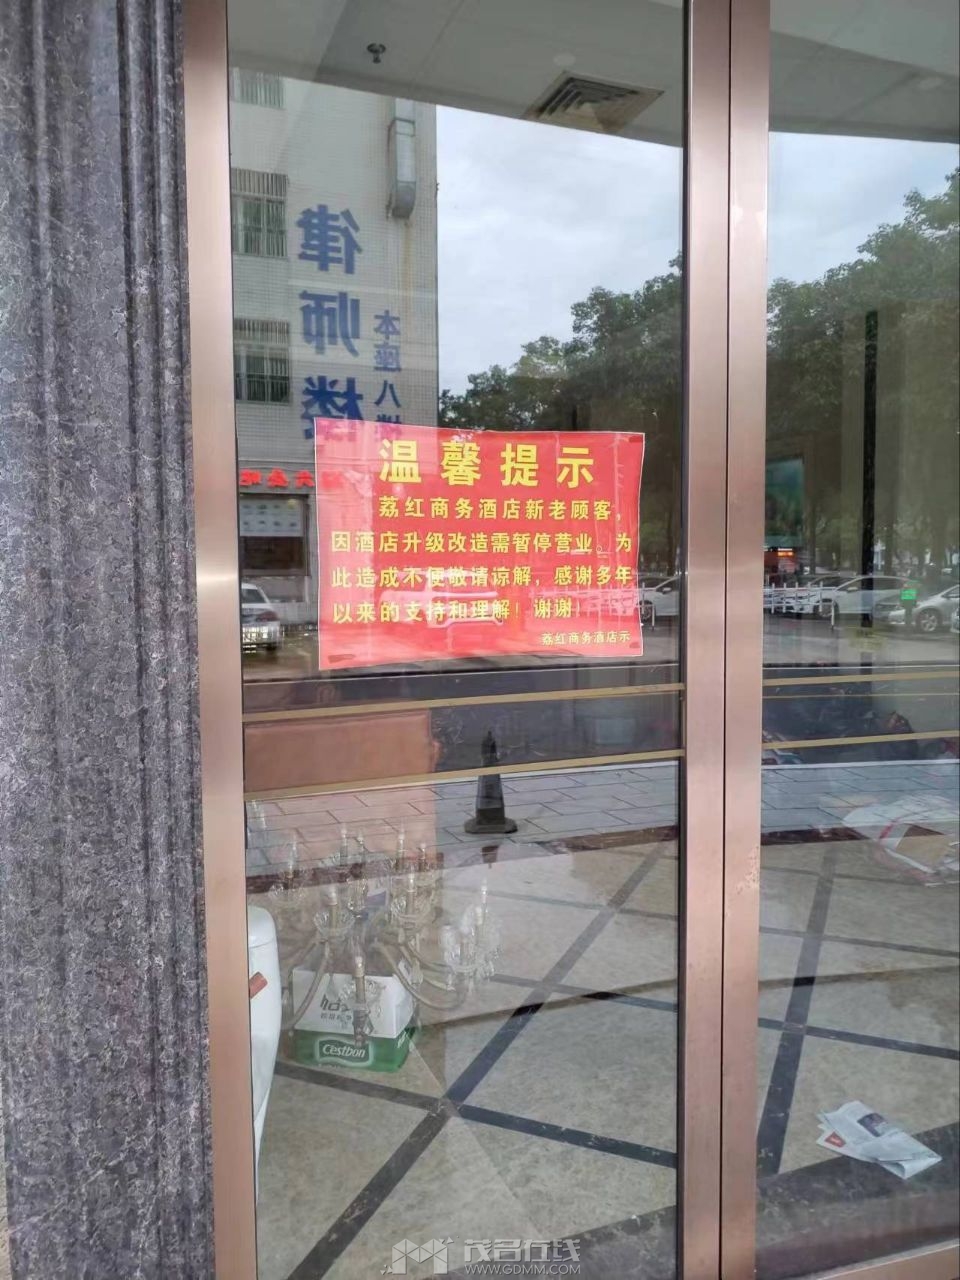 律师楼
本座八楼
温馨提示
荔红商务酒店新老顾客，
因酒店升级改造需暂停营业。为
此造成不便敬请谅解，感谢多年
以来的支持和理解！谢谢！
荔红商务酒店示
Cestbon
茂名在线
WWW.GDMM.COM